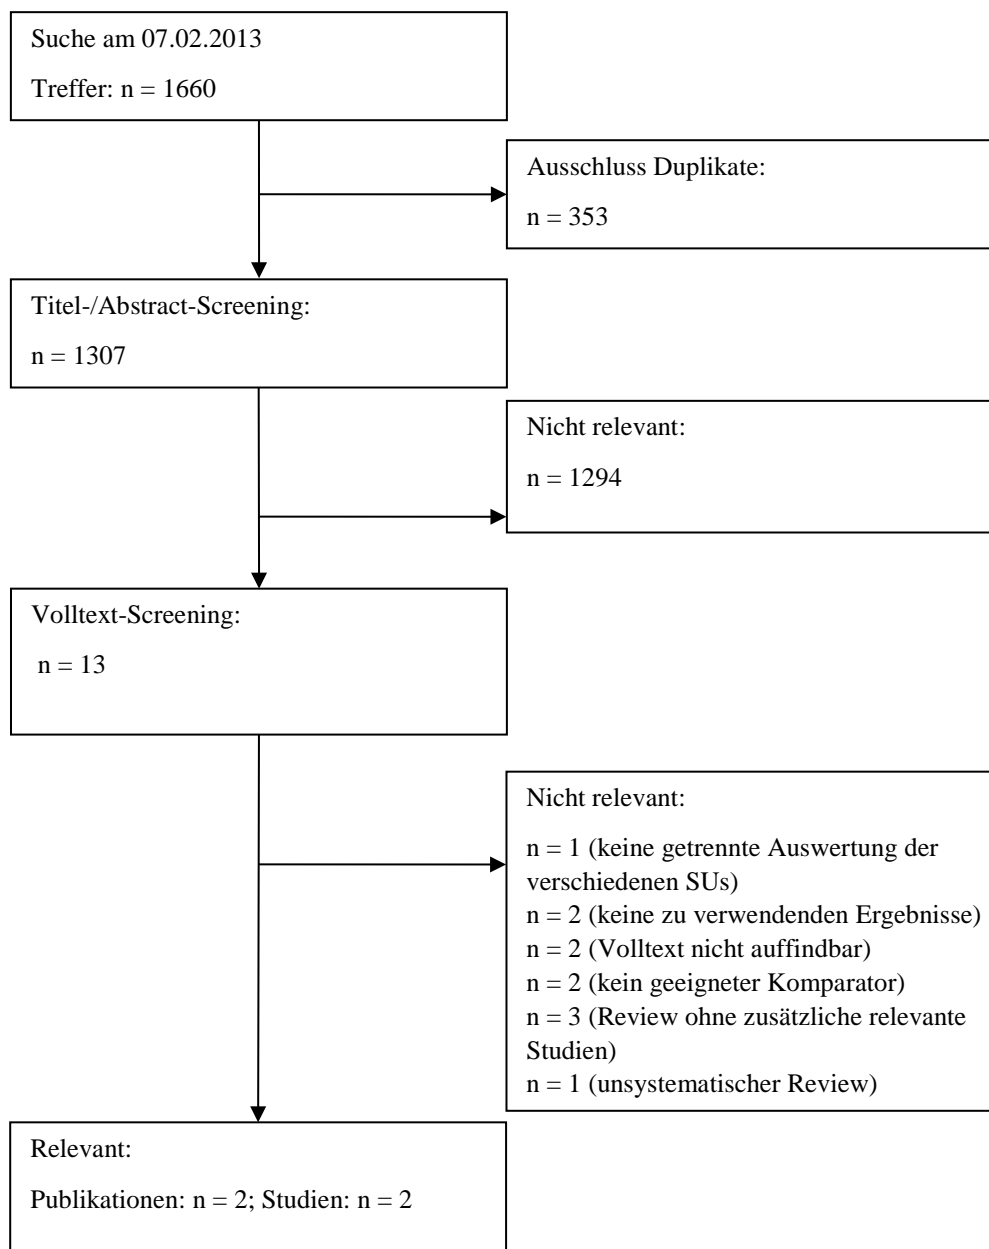 Suche am 07.02.2013
Treffer: n = 1660
Ausschluss Duplikate:
n = 353
Titel-/Abstract-Screening:
n = 1307
Nicht relevant:
n = 1294
Volltext-Screening:
n = 13
Nicht relevant:
n = 1 (keine getrennte Auswertung der
verschiedenen SUs)
n = 2 (keine zu verwendenden Ergebnisse)
n = 2 (Volltext nicht auffindbar)
n = 2 (kein geeigneter Komparator)
n = 3 (Review ohne zusätzliche relevante
Studien)
n = 1 (unsystematischer Review)
Relevant:
Publikationen: n = 2; Studien: n = 2